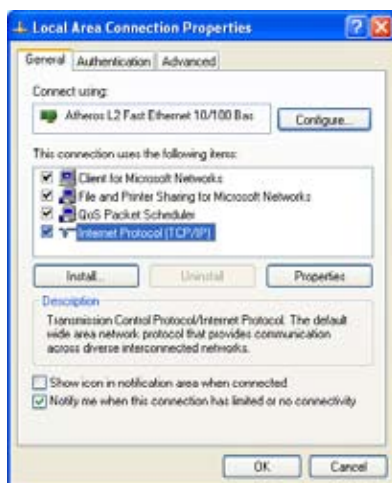 Local Area Connection Properties
General Authentication Advanced
Connect using:
Atheros L2 Fast Ethernet 10/100 Bas Configure...
This connection uses the following items:
Client for Microsoft Networks
File and Printer Sharing for Microsoft Networks
QoS Packet Scheduler
Internet Protocol (TCP/IP)
Install... Uninstall Properties
Description
Transmission Control Protocol/Internet Protocol. The default
wide area network protocol that provides communication
across diverse interconnected networks.
Show icon in notification area when connected
Notify me when this connection has limited or no connectivity
OK Cancel